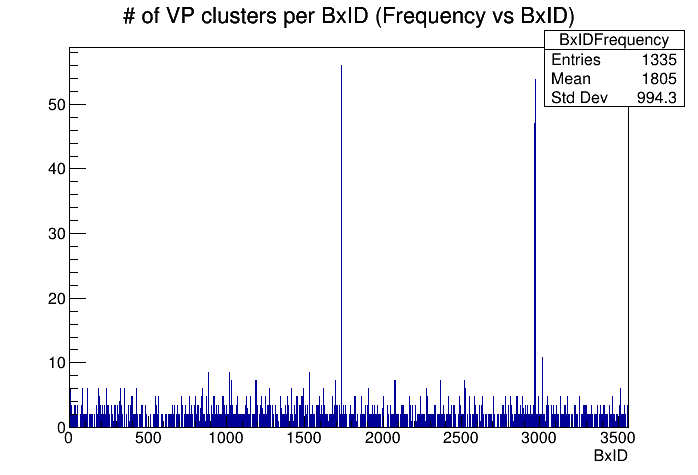 # of VP clusters per BxID (Frequency vs BxID)
BxIDFrequency
Entries 1335
Mean 1805
Std Dev 994.3
50
40
30
20
10
0
0 500 1000 1500 2000 2500 3000 3500
BxID